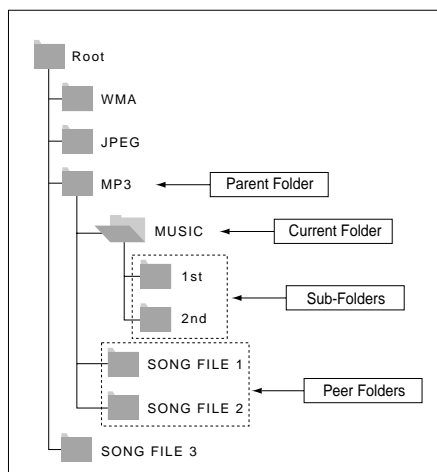 Root
WMA
JPEG
MP3
Parent Folder
MUSIC
Current Folder
1st
Sub-Folders
2nd
SONG FILE 1
Peer Folders
SONG FILE 2
SONG FILE 3